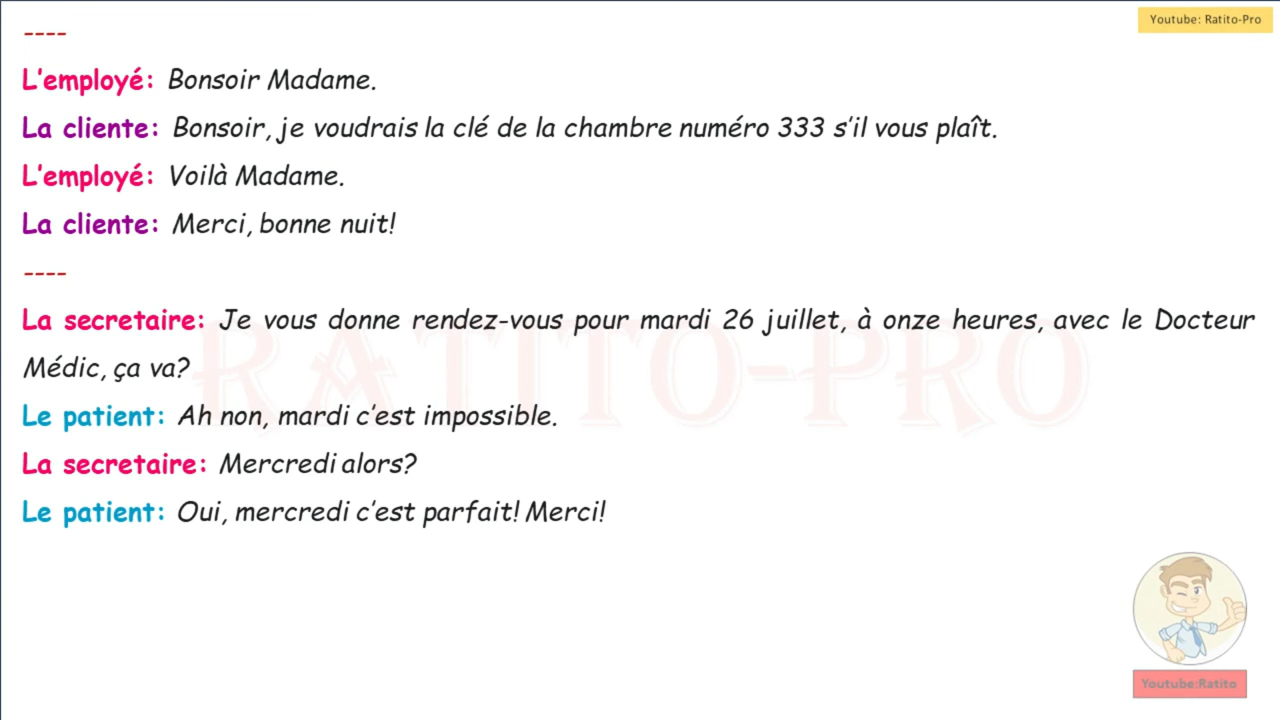 Youtube: Ratito-Pro
----
L'employé: Bonsoir Madame.
La cliente: Bonsoir, je voudrais la clé de la chambre numéro 333 s'il vous plaît.
L'employé: Voilà Madame.
La cliente: Merci, bonne nuit!
----
La secretaire: Je vous donne rendez-vous pour mardi 26 juillet, à onze heures, avec le Docteur
Médic, ça va?
RATITO-PRO
Le patient: Ah non, mardi c'est impossible.
La secretaire: Mercredi alors?
Le patient: Oui, mercredi c'est parfait! Merci!
Youtube:Ratito